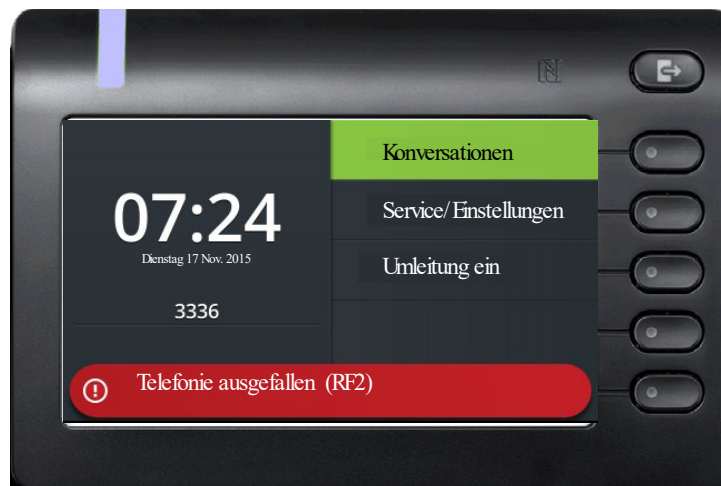 Konversationen
07:24
Service/Einstellungen
Dienstag 17 Nov. 2015
Umleitung ein
3336
Telefonie ausgefallen (RF2)